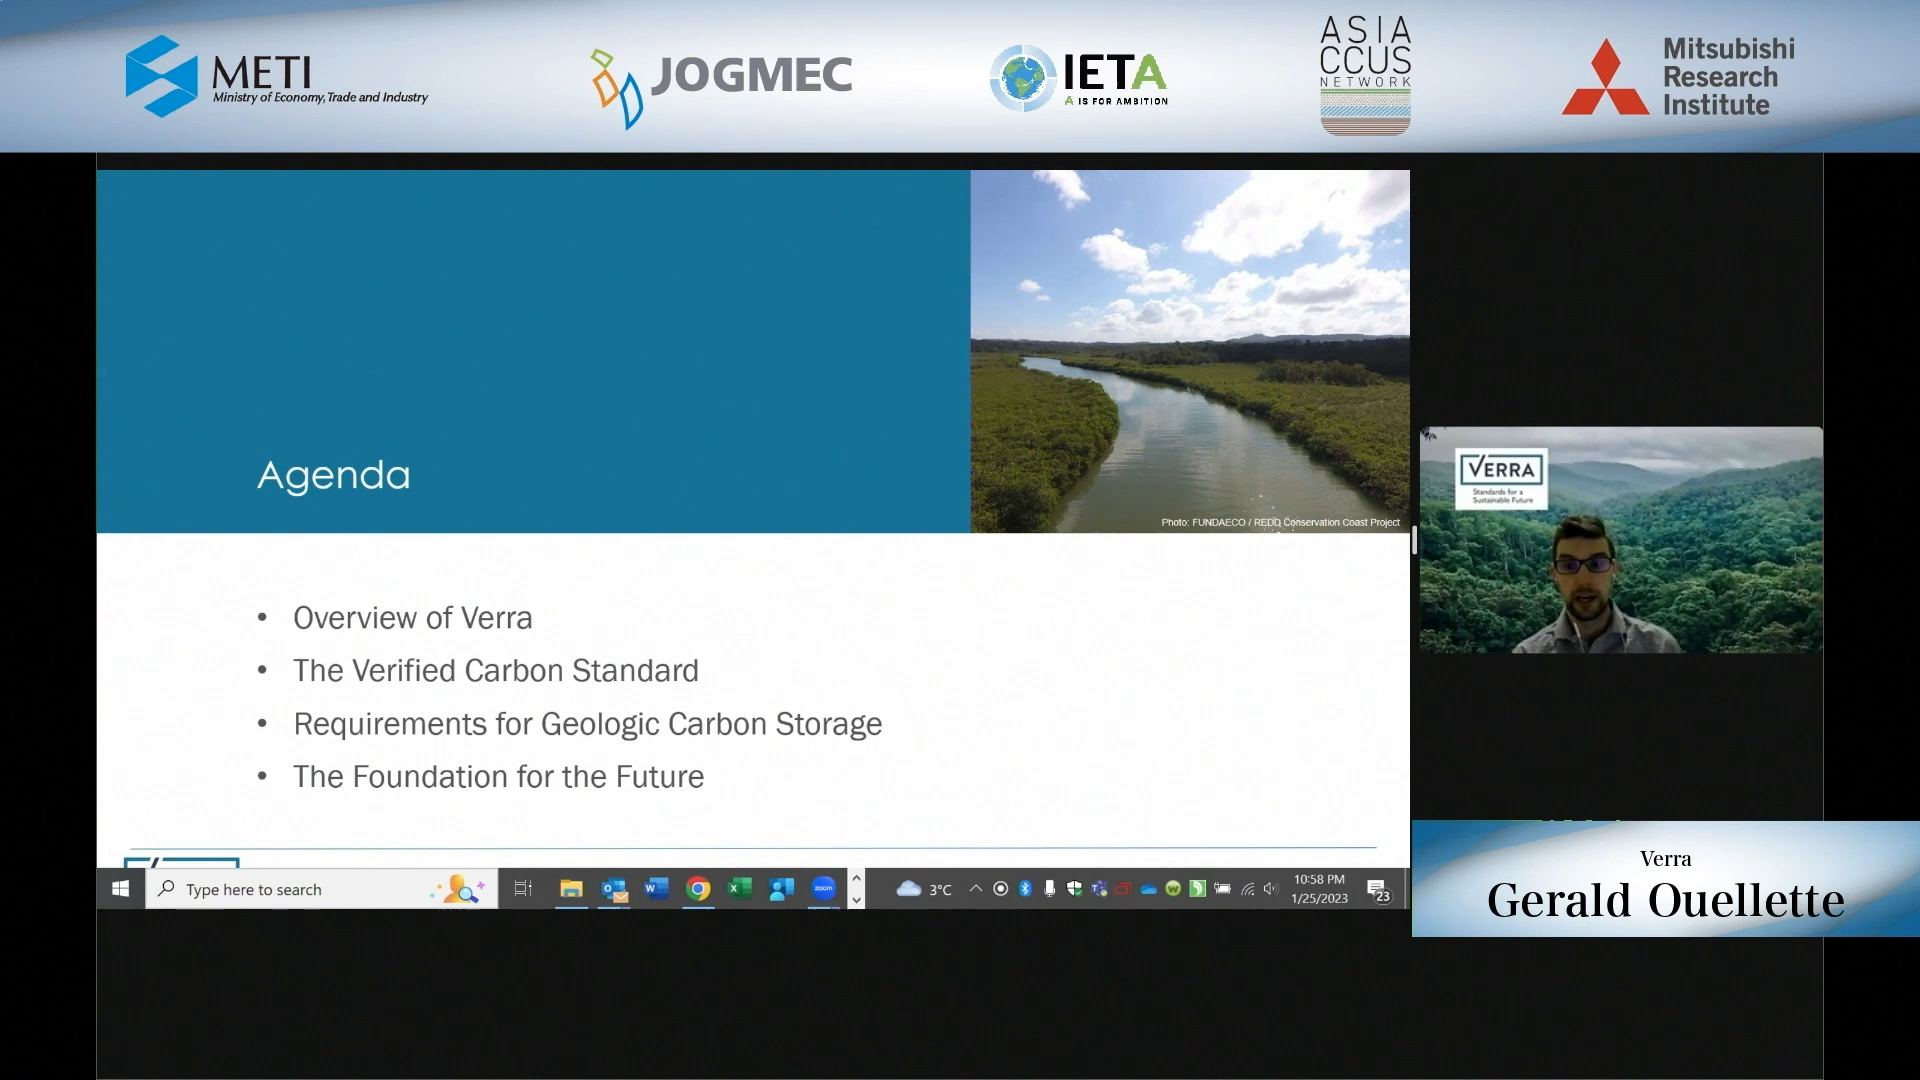 METI
Ministry of Economy, Trade and Industry
JOGMEC
IETA
A IS FOR AMBITION
ASIA
CCUS
NETWORK
Mitsubishi
Research
Institute
Agenda
Photo: FUNDAECO / REDD Conservation Coast Project
• Overview of Verra
• The Verified Carbon Standard
• Requirements for Geologic Carbon Storage
• The Foundation for the Future
VERRA
Standards for a
Sustainable Future
Verra
Gerald Ouellette
Type here to search
zoom
3°C
10:58 PM
1/25/2023
23